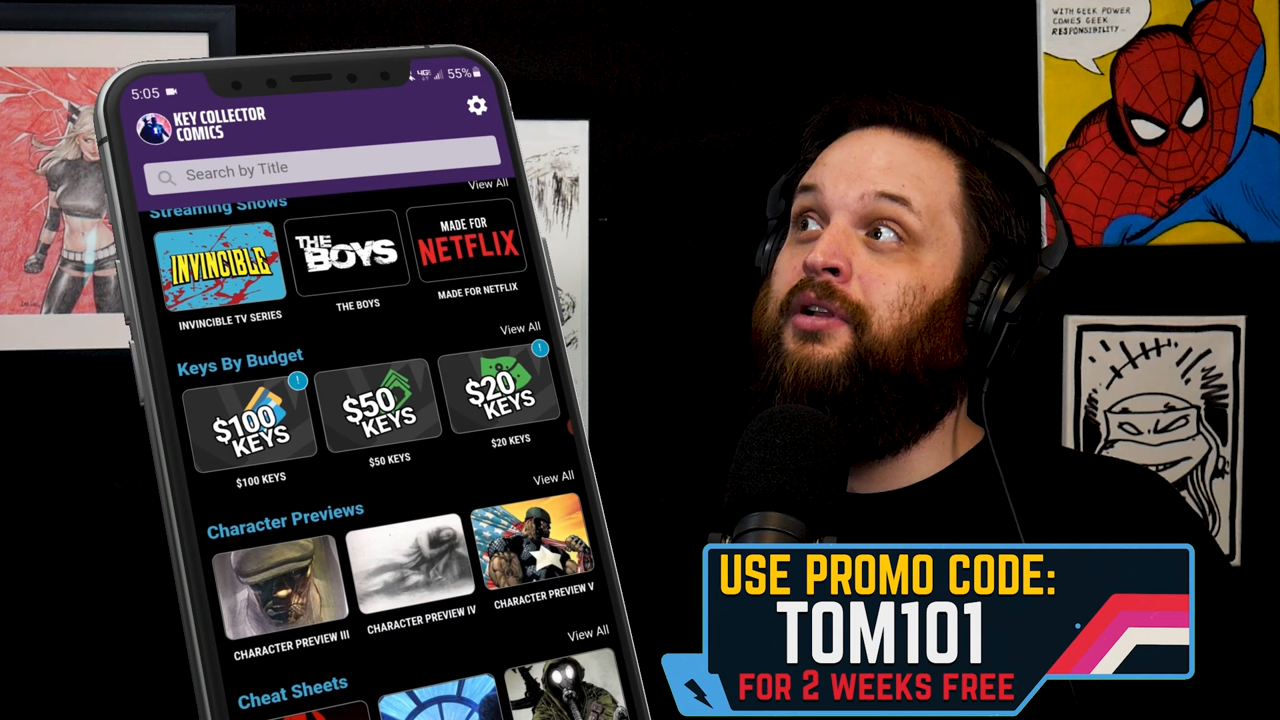 WITH GEEK POWER
COMES GEEK
RESPONSIBILITY...
5:05
4G
55%
KEY COLLECTOR
COMICS
Search by Title
View All
Streaming Shows
INVINCIBLE
THE
BOYS
MADE FOR
NETFLIX
INVINCIBLE TV SERIES
THE BOYS
MADE FOR NETFLIX
View All
Keys By Budget
$100
KEYS
$50
KEYS
$20
KEYS
$100 KEYS
$50 KEYS
$20 KEYS
View All
Character Previews
CHARACTER PREVIEW III
CHARACTER PREVIEW IV
CHARACTER PREVIEW V
View All
Cheat Sheets
USE PROMO CODE:
TOM101
FOR 2 WEEKS FREE